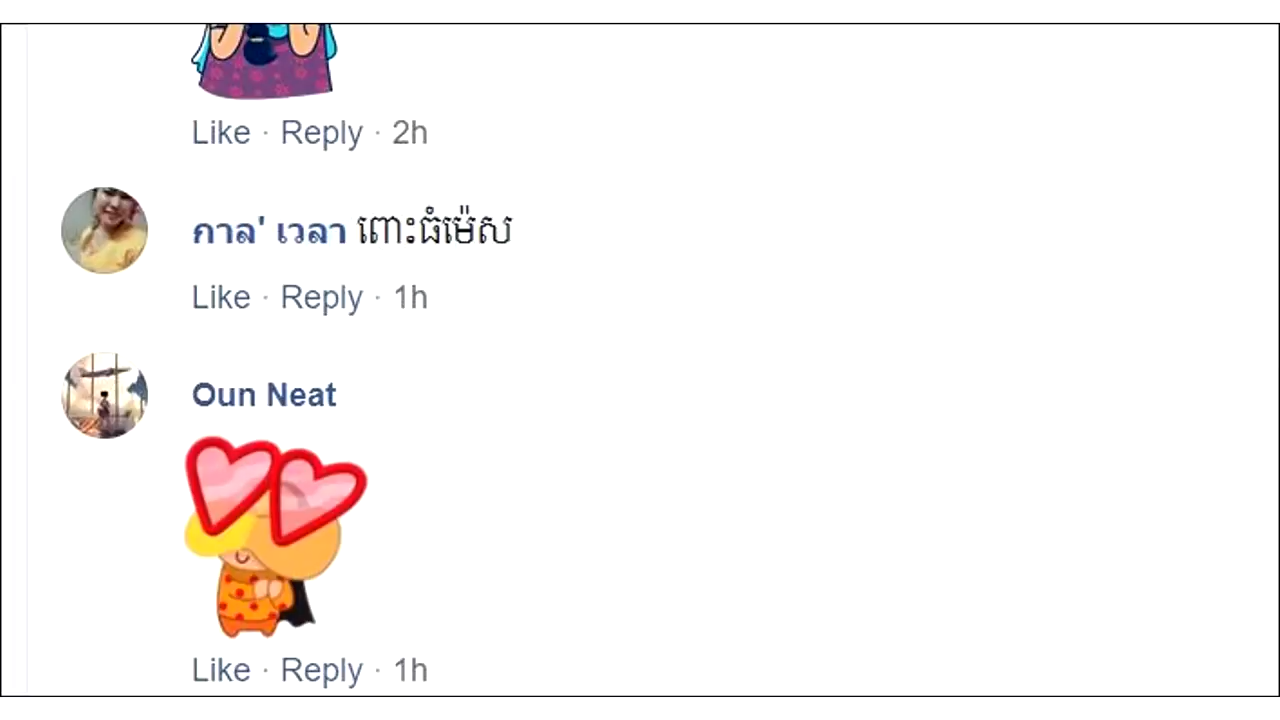 Like · Reply · 2h
กาล' เวลา ពោះធំម៉េស
Like · Reply · 1h
Oun Neat
Like · Reply · 1h